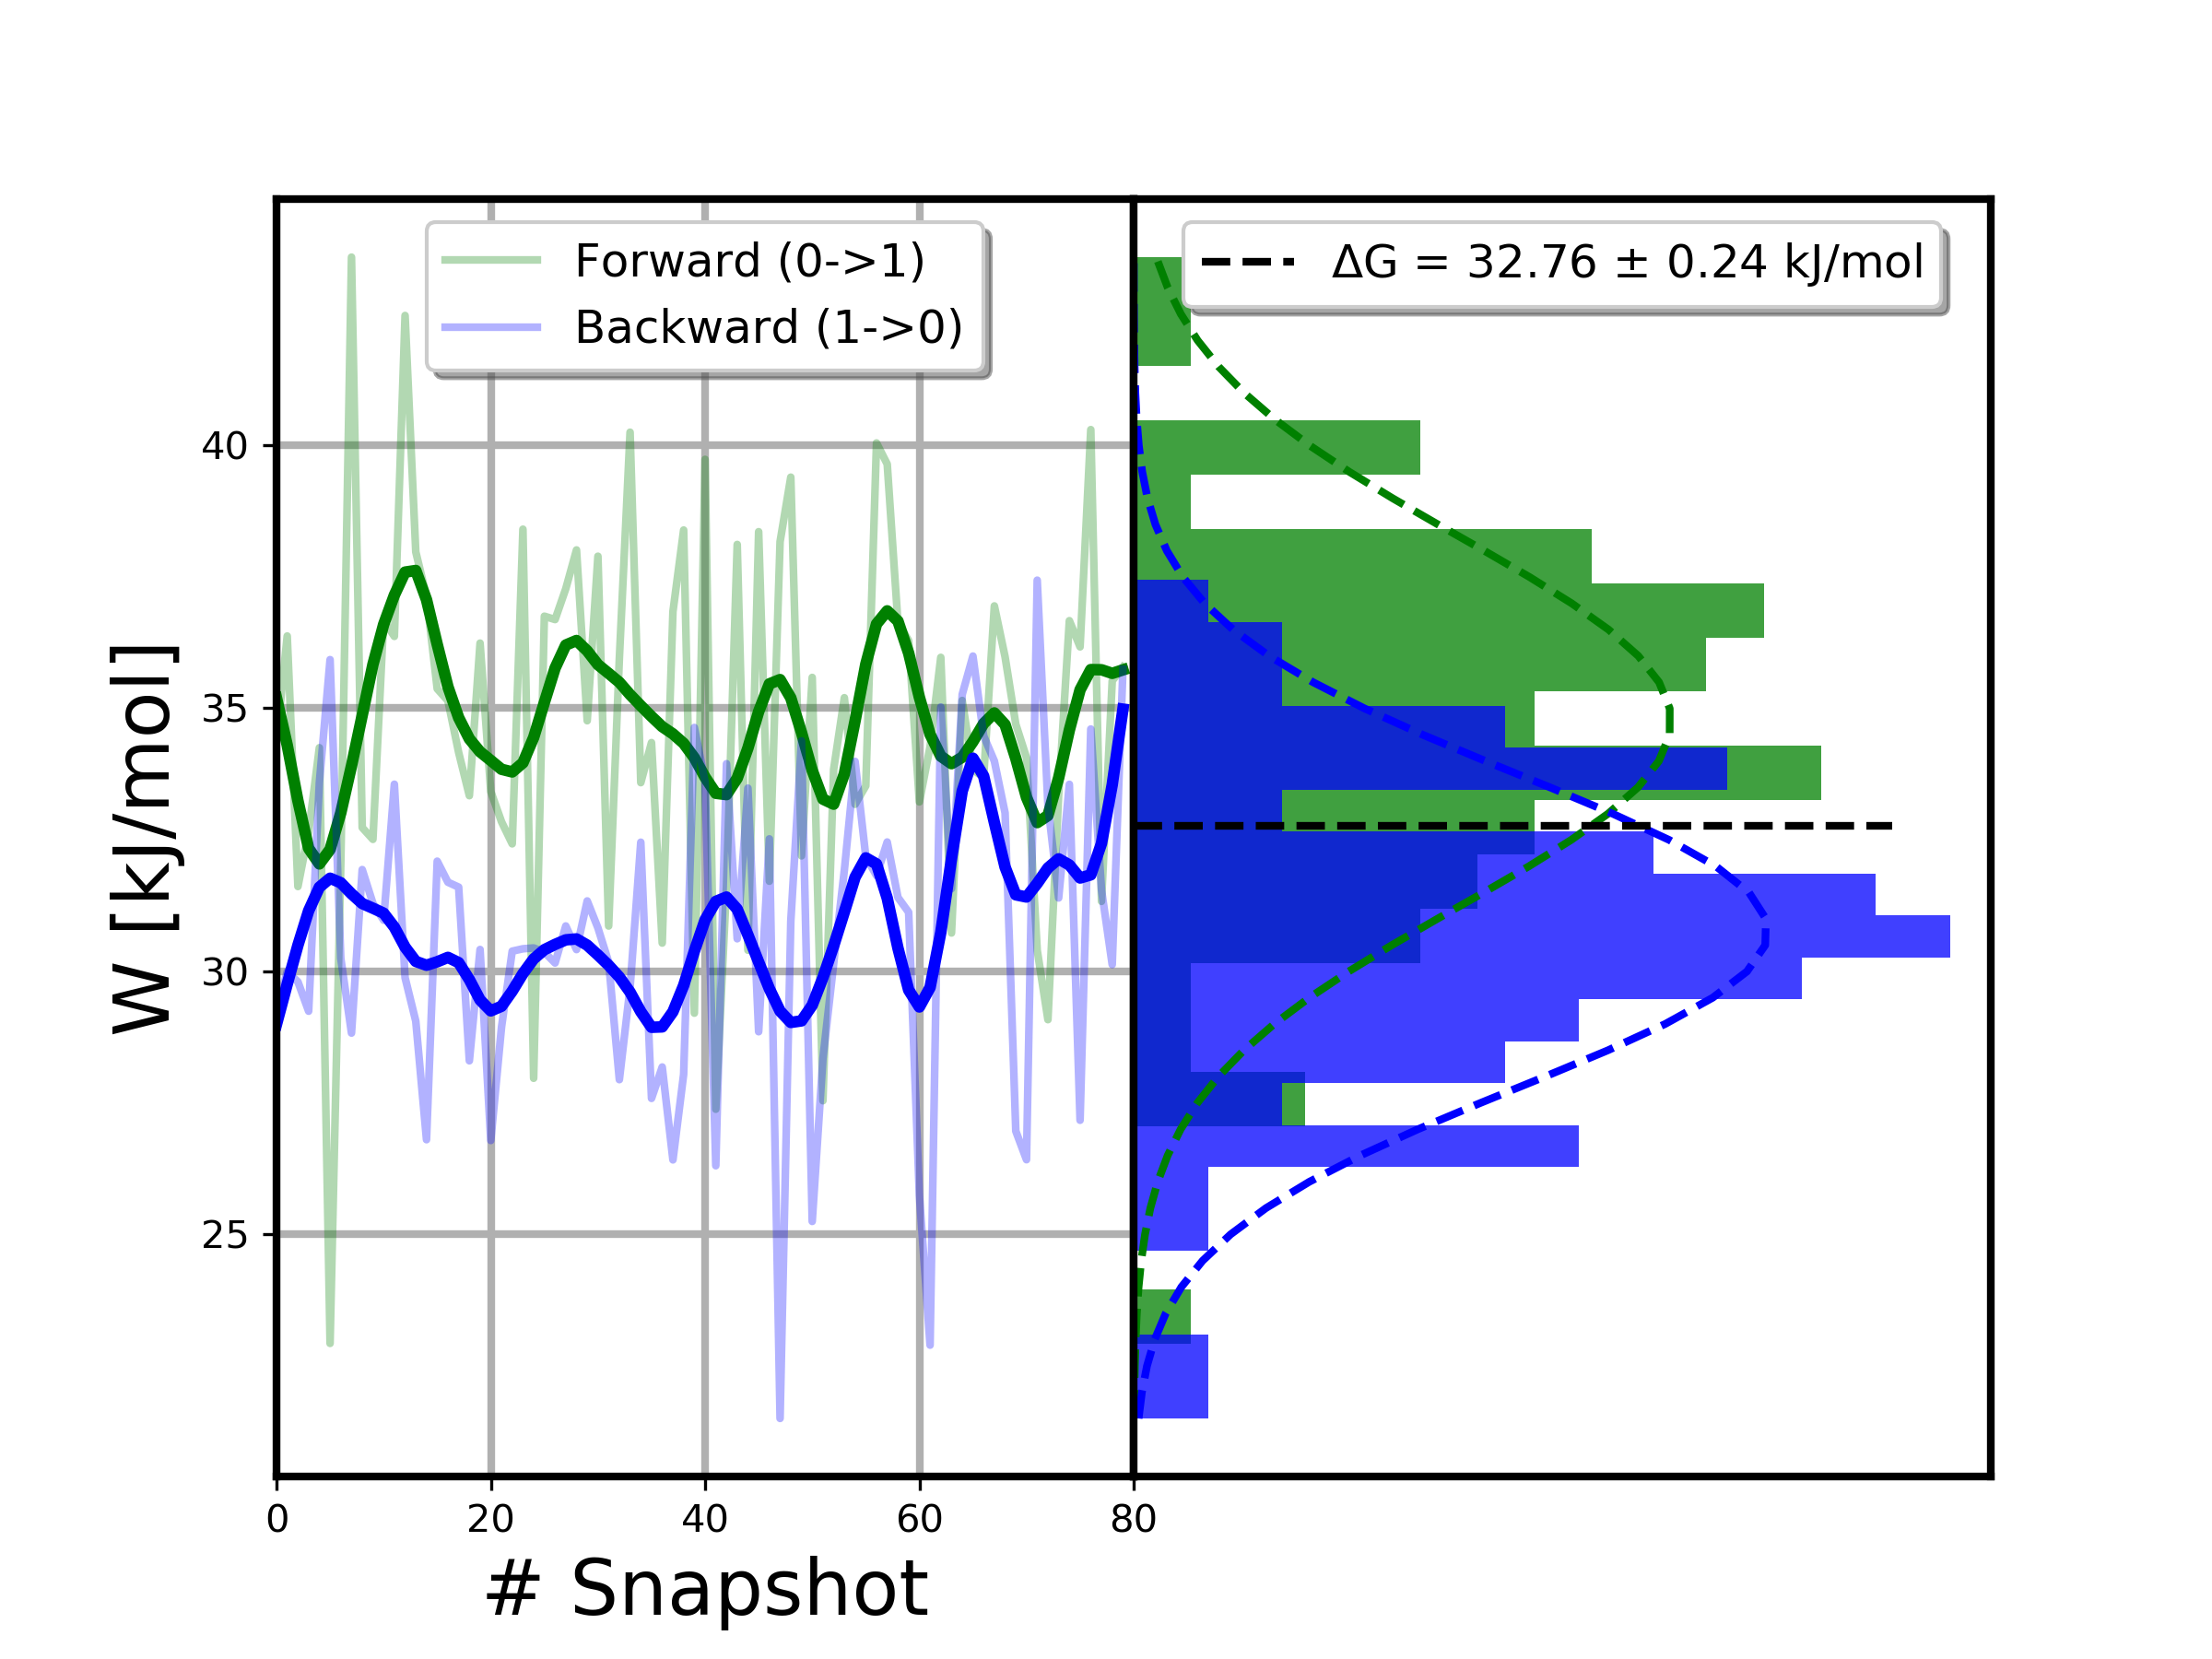 Forward (0->1)
Backward (1->0)
ΔG = 32.76 ± 0.24 kJ/mol
W [kJ/mol]
40
35
30
25
0 20 40 60 80
# Snapshot